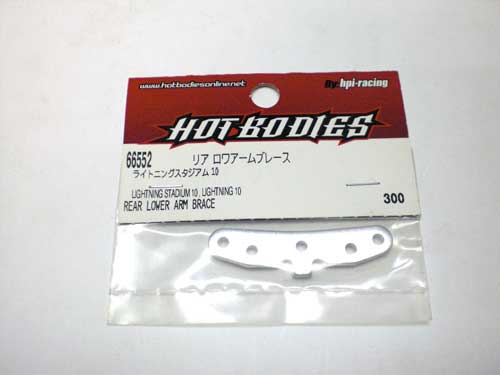 www.hotbodiesonline.net
By.hpi-racing
HOT BODIES
66552 リア ロワアームブレース
ライトニングスタジアム10
LIGHTNING STADIUM 10, LIGHTNING 10
REAR LOWER ARM BRACE
300